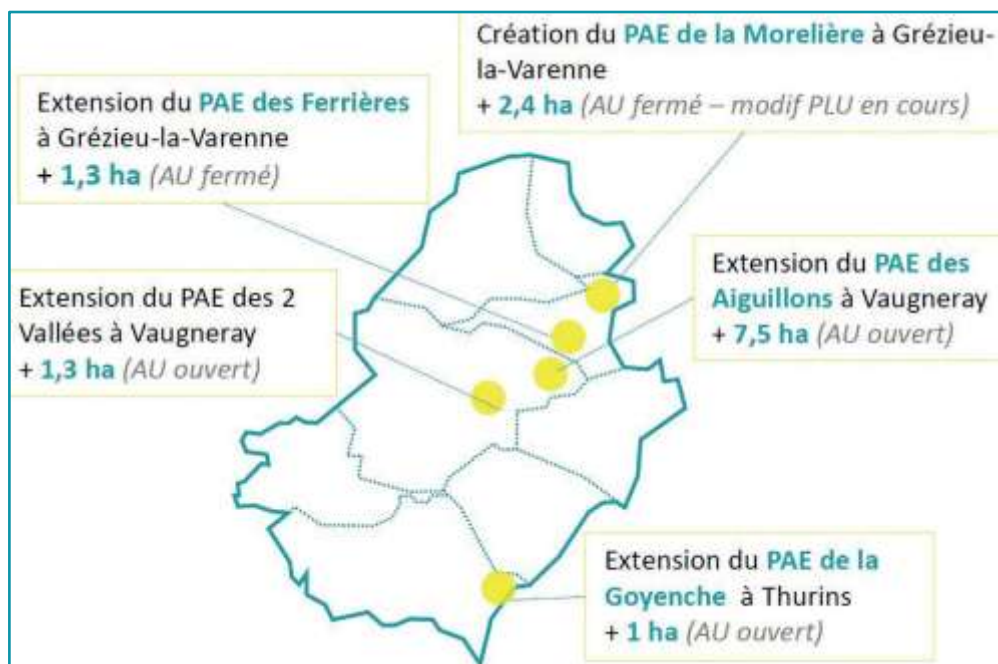 Création du PAE de la Morelière à Grézieu-
la-Varenne
+ 2,4 ha (AU fermé – modif PLU en cours)
Extension du PAE des Ferrières
à Grézieu-la-Varenne
+ 1,3 ha (AU fermé)
Extension du PAE des
Aiguillons à Vaugneray
+ 7,5 ha (AU ouvert)
Extension du PAE des 2
Vallées à Vaugneray
+ 1,3 ha (AU ouvert)
Extension du PAE de la
Goyenche à Thurins
+ 1 ha (AU ouvert)